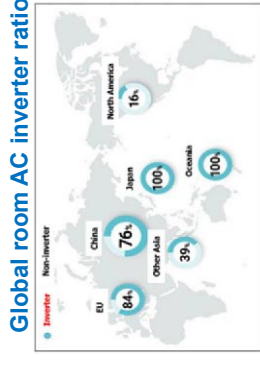 Global room AC inverter ratio
Inverter Non-inverter
EU
84%
China
76%
Other Asia
39%
Japan
100%
Oceania
100%
North America
16%